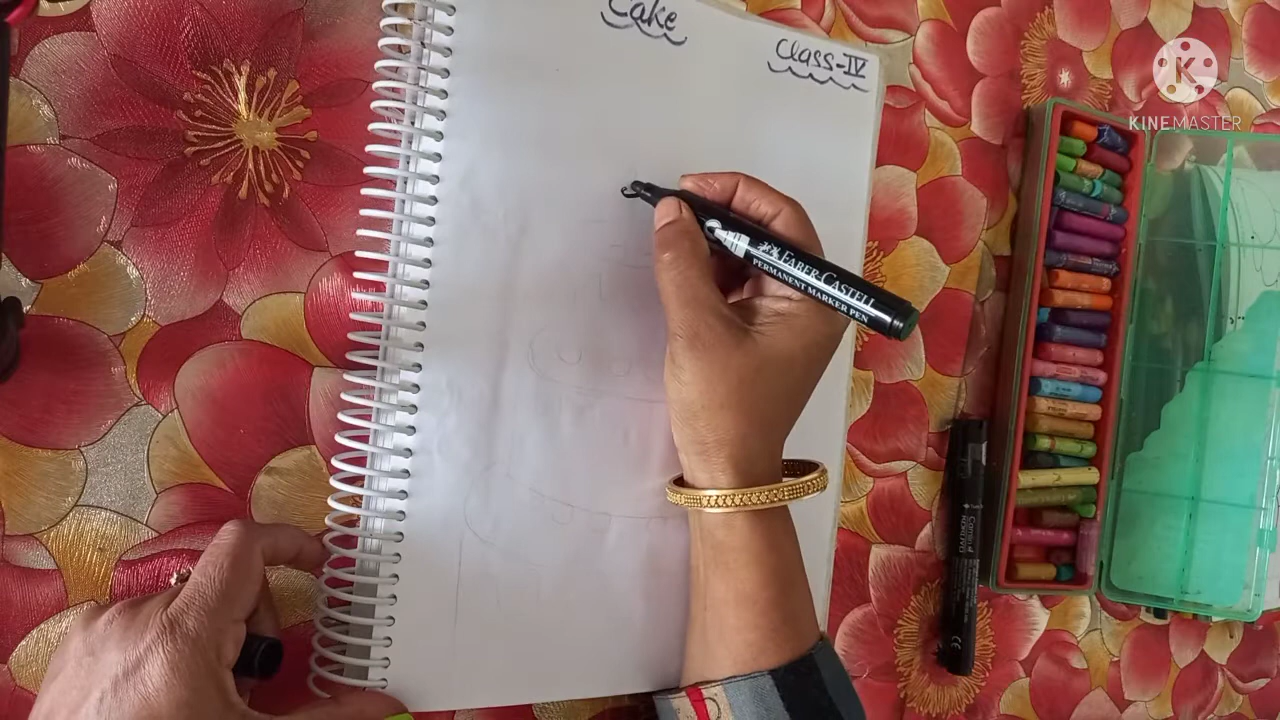 Cake
Class-IV
KINEMASTER
FABER-CASTELL
PERMANENT MARKER PEN